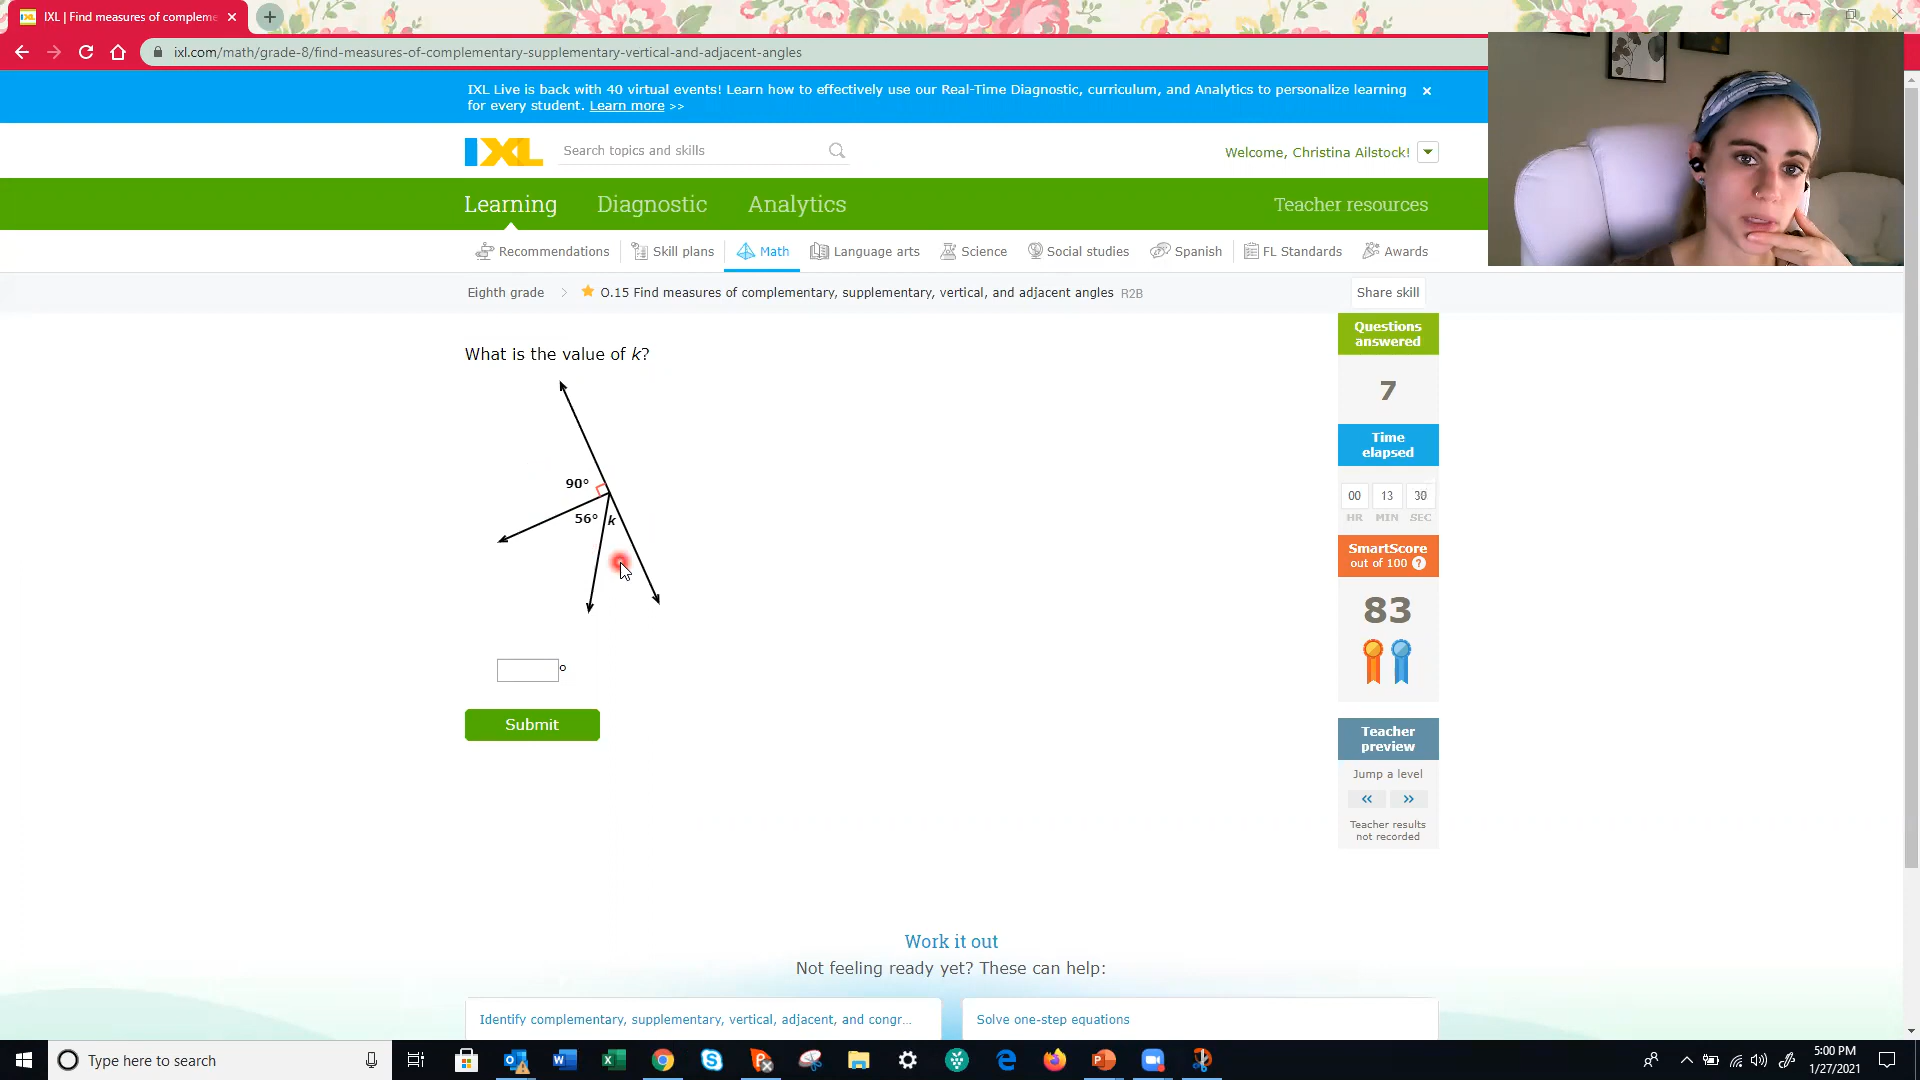 IXL | Find measures of compleme
ixl.com/math/grade-8/find-measures-of-complementary-supplementary-vertical-and-adjacent-angles
IXL Live is back with 40 virtual events! Learn how to effectively use our Real-Time Diagnostic, curriculum, and Analytics to personalize learning
for every student. Learn more >>
IXL
Search topics and skills
Welcome, Christina Ailstock!
Learning
Diagnostic
Analytics
Teacher resources
Recommendations
Skill plans
Math
Language arts
Science
Social studies
Spanish
FL Standards
Awards
Eighth grade
O.15 Find measures of complementary, supplementary, vertical, and adjacent angles R2B
Share skill
What is the value of k?
90°
56°
k
°
Submit
Questions
answered
7
Time
elapsed
00 13 30
HR MIN SEC
SmartScore
out of 100 ?
83
Teacher
preview
Jump a level
<< >>
Teacher results
not recorded
Work it out
Not feeling ready yet? These can help:
Identify complementary, supplementary, vertical, adjacent, and congr...
Solve one-step equations
Type here to search
5:00 PM
1/27/2021